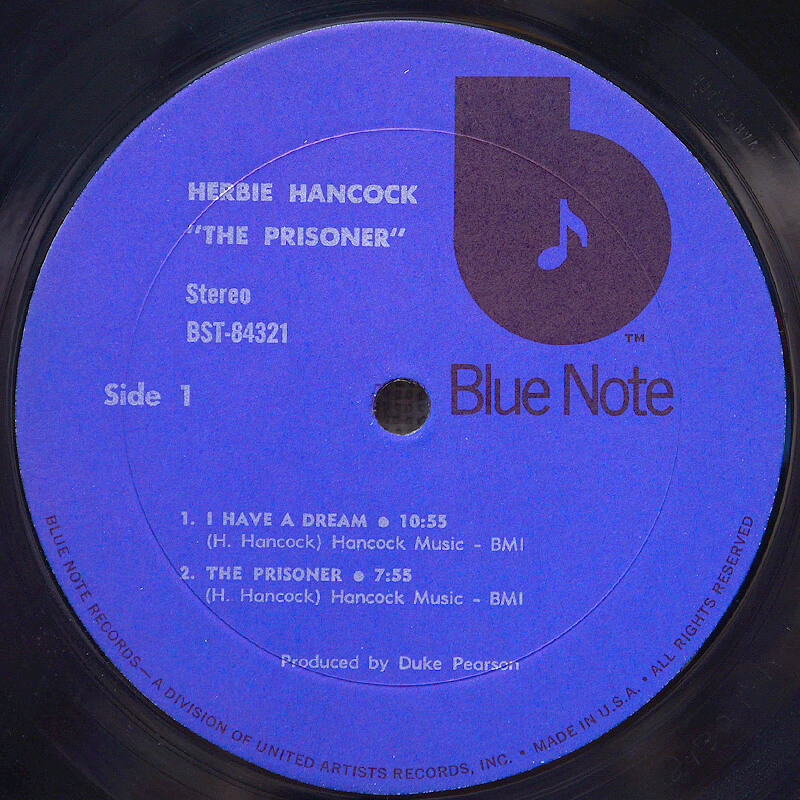 HERBIE HANCOCK
"THE PRISONER"
Stereo
BST-84321
Side 1
TM
Blue Note
1. I HAVE A DREAM ● 10:55
(H. Hancock) Hancock Music - BMI
2. THE PRISONER ● 7:55
(H. Hancock) Hancock Music - BMI
Produced by Duke Pearson
BLUE NOTE RECORDS—A DIVISION OF UNITED ARTISTS RECORDS, INC. • MADE IN U.S.A. • ALL RIGHTS RESERVED